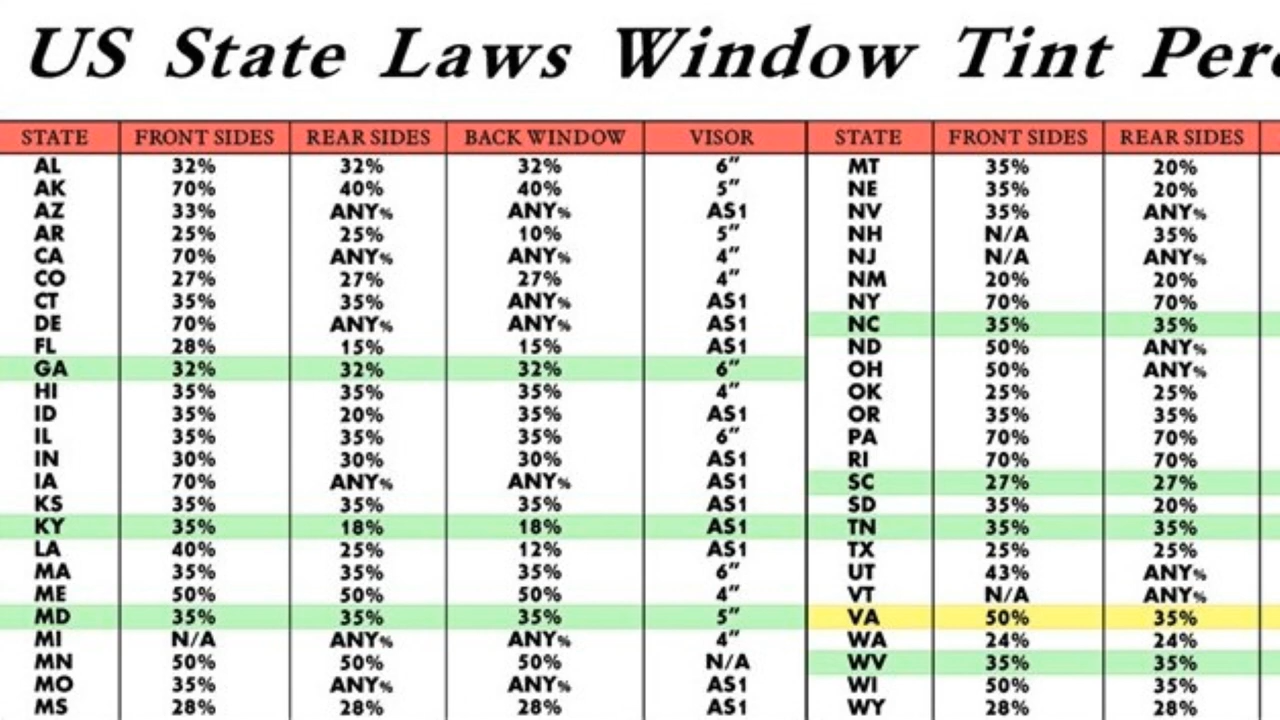 US State Laws Window Tint Perc
STATE FRONT SIDES REAR SIDES BACK WINDOW VISOR STATE FRONT SIDES REAR SIDES
AL 32% 32% 32% 6" MT 35% 20%
AK 70% 40% 40% 5" NE 35% 20%
AZ 33% ANY% ANY% AS1 NV 35% ANY%
AR 25% 25% 10% 5" NH N/A 35%
CA 70% ANY% ANY% 4" NJ N/A ANY%
CO 27% 27% 27% 4" NM 20% 20%
CT 35% 35% ANY% AS1 NY 70% 70%
DE 70% ANY% ANY% AS1 NC 35% 35%
FL 28% 15% 15% AS1 ND 50% ANY%
GA 32% 32% 32% 6" OH 50% ANY%
HI 35% 35% 35% 4" OK 25% 25%
ID 35% 20% 35% AS1 OR 35% 35%
IL 35% 35% 35% 6" PA 70% 70%
IN 30% 30% 30% AS1 RI 70% 70%
IA 70% ANY% ANY% AS1 SC 27% 27%
KS 35% 35% 35% AS1 SD 35% 20%
KY 35% 18% 18% AS1 TN 35% 35%
LA 40% 25% 12% AS1 TX 25% 25%
MA 35% 35% 35% 6" UT 43% ANY%
ME 50% 50% 50% 4" VT N/A ANY%
MD 35% 35% 35% 5" VA 50% 35%
MI N/A ANY% ANY% 4" WA 24% 24%
MN 50% 50% 50% N/A WV 35% 35%
MO 35% ANY% ANY% AS1 WI 50% 35%
MS 28% 28% 28% AS1 WY 28% 28%